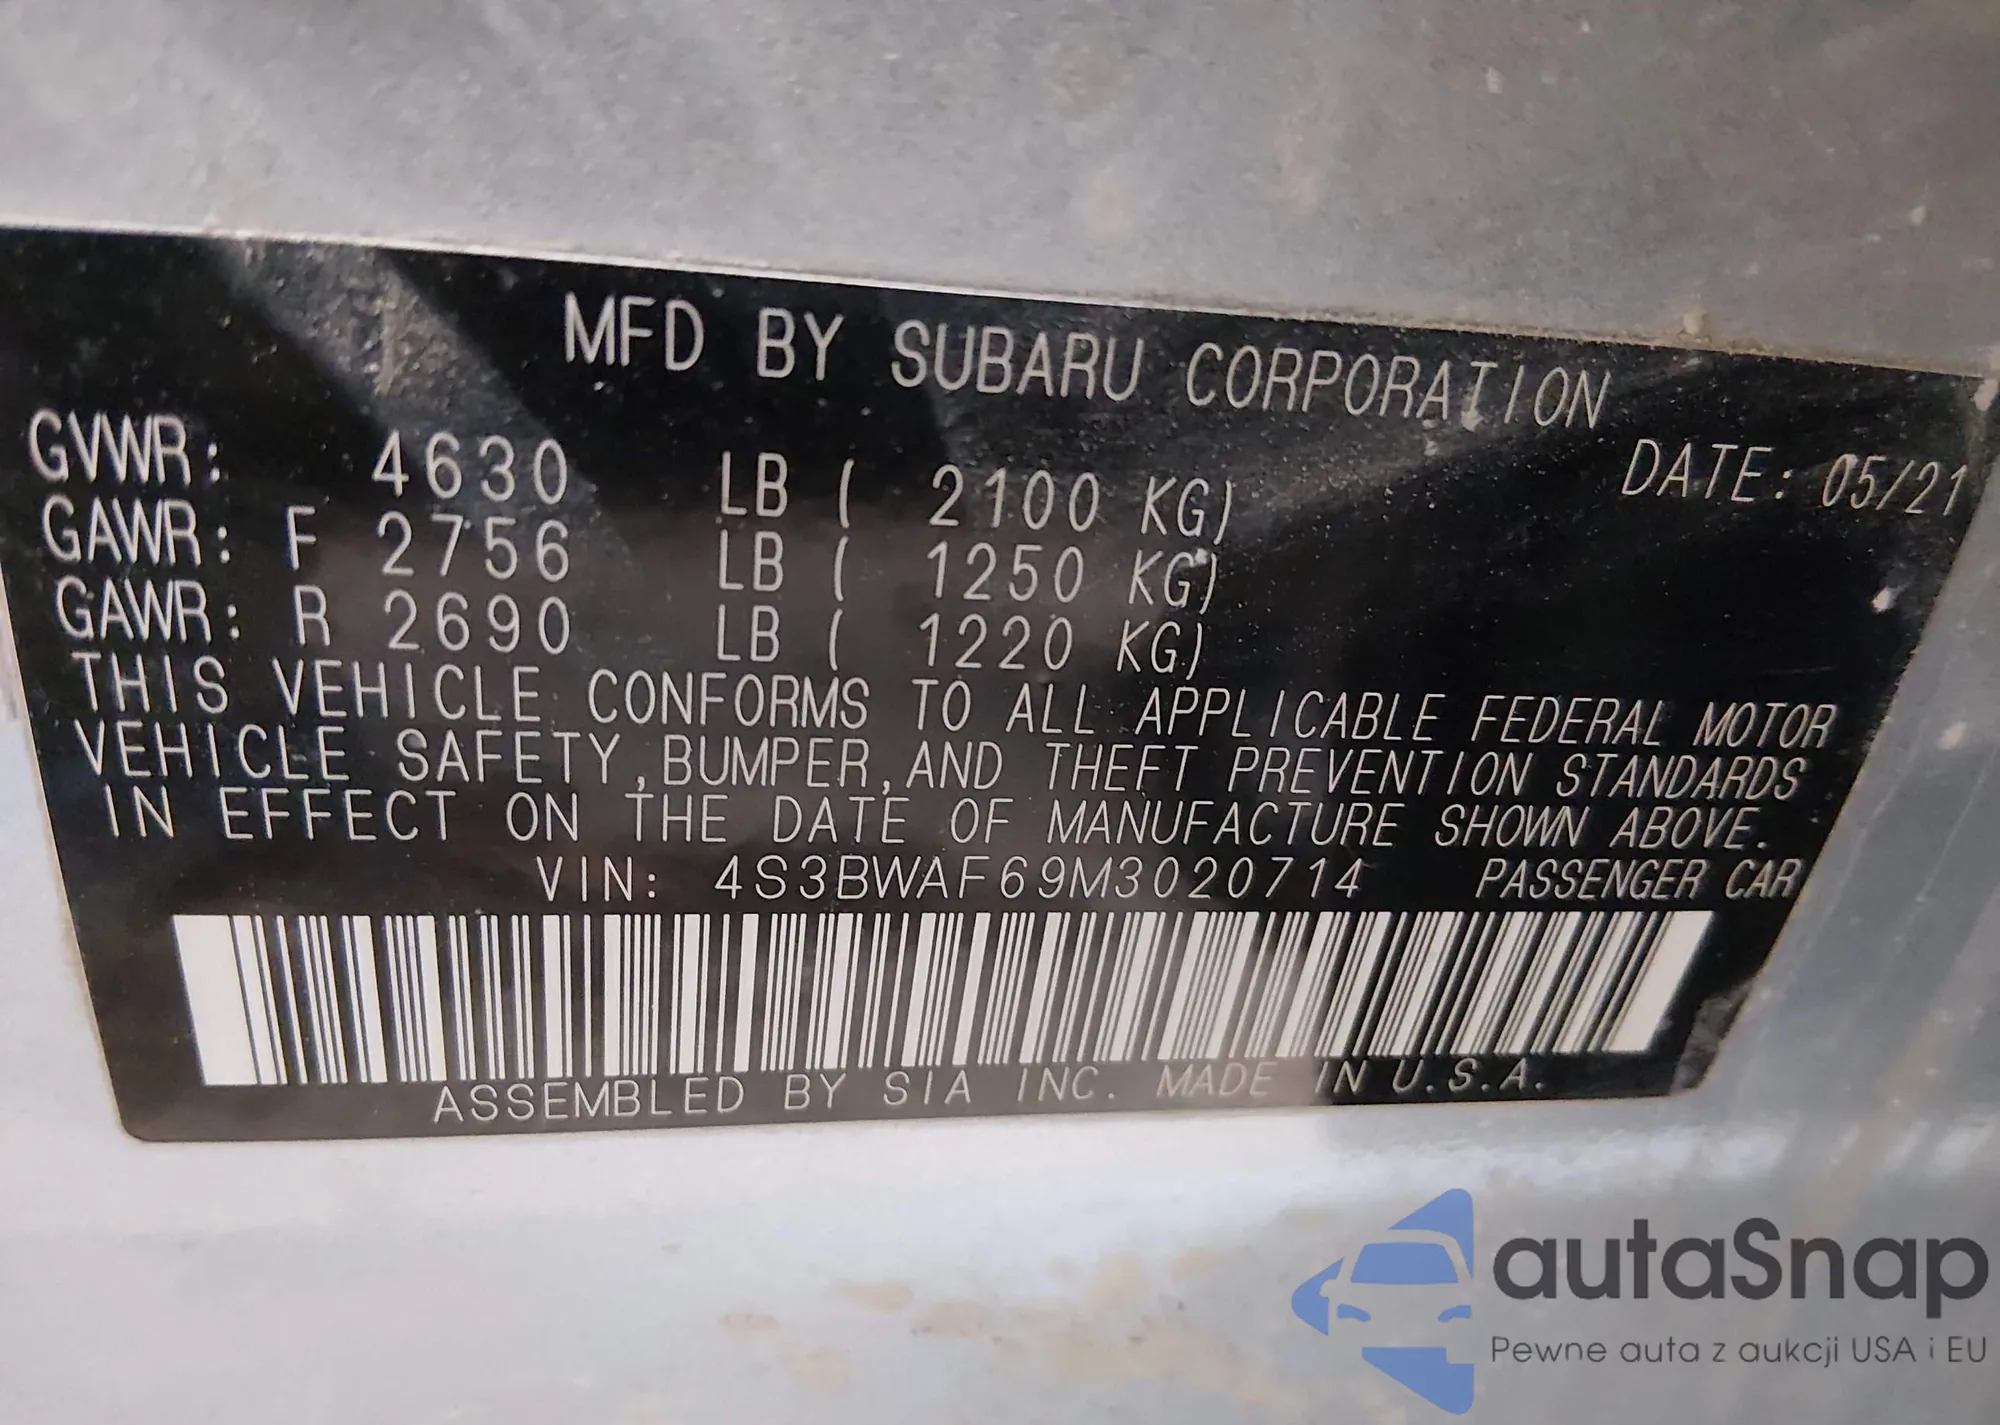 MFD BY SUBARU CORPORATION
GVWR: 4630 LB ( 2100 KG) DATE: 05/21
GAWR: F 2756 LB ( 1250 KG)
GAWR: R 2690 LB ( 1220 KG)
THIS VEHICLE CONFORMS TO ALL APPLICABLE FEDERAL MOTOR
VEHICLE SAFETY,BUMPER,AND THEFT PREVENTION STANDARDS
IN EFFECT ON THE DATE OF MANUFACTURE SHOWN ABOVE.
VIN: 4S3BWAF69M3020714 PASSENGER CAR
ASSEMBLED BY SIA INC. MADE IN U.S.A.
autaSnap
Pewne auta z aukcji USA i EU